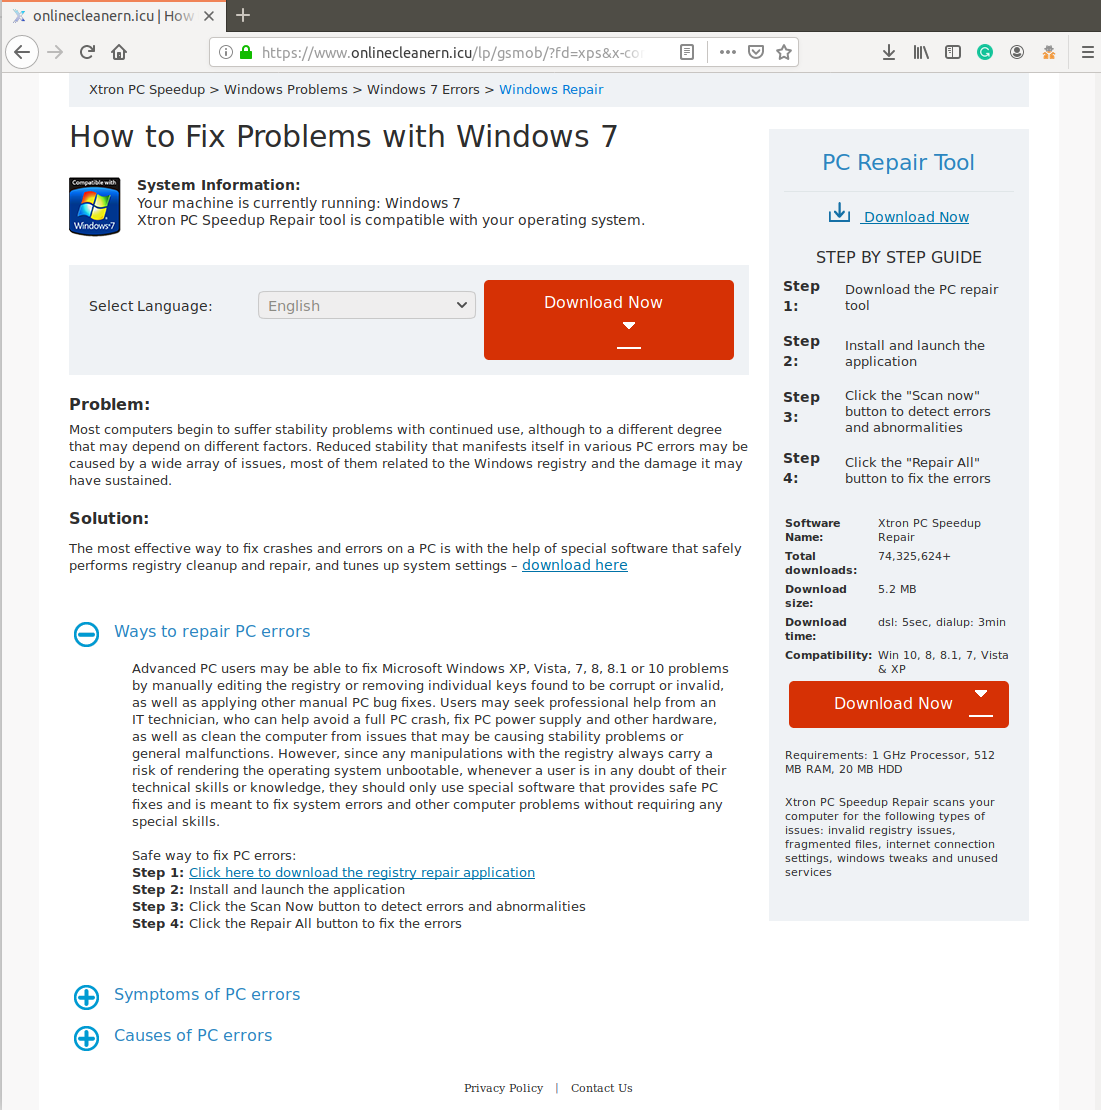 onlinecleanern.icu | How
https://www.onlinecleanern.icu/lp/gsmob/?fd=xps&x-co
Xtron PC Speedup > Windows Problems > Windows 7 Errors > Windows Repair
How to Fix Problems with Windows 7
Compatible with
Windows 7
System Information:
Your machine is currently running: Windows 7
Xtron PC Speedup Repair tool is compatible with your operating system.
Select Language:
English
Download Now
Problem:
Most computers begin to suffer stability problems with continued use, although to a different degree
that may depend on different factors. Reduced stability that manifests itself in various PC errors may be
caused by a wide array of issues, most of them related to the Windows registry and the damage it may
have sustained.
Solution:
The most effective way to fix crashes and errors on a PC is with the help of special software that safely
performs registry cleanup and repair, and tunes up system settings – download here
Ways to repair PC errors
Advanced PC users may be able to fix Microsoft Windows XP, Vista, 7, 8, 8.1 or 10 problems
by manually editing the registry or removing individual keys found to be corrupt or invalid,
as well as applying other manual PC bug fixes. Users may seek professional help from an
IT technician, who can help avoid a full PC crash, fix PC power supply and other hardware,
as well as clean the computer from issues that may be causing stability problems or
general malfunctions. However, since any manipulations with the registry always carry a
risk of rendering the operating system unbootable, whenever a user is in any doubt of their
technical skills or knowledge, they should only use special software that provides safe PC
fixes and is meant to fix system errors and other computer problems without requiring any
special skills.
Safe way to fix PC errors:
Step 1: Click here to download the registry repair application
Step 2: Install and launch the application
Step 3: Click the Scan Now button to detect errors and abnormalities
Step 4: Click the Repair All button to fix the errors
Symptoms of PC errors
Causes of PC errors
PC Repair Tool
Download Now
STEP BY STEP GUIDE
Step 1: Download the PC repair
tool
Step 2: Install and launch the
application
Step 3: Click the "Scan now"
button to detect errors
and abnormalities
Step 4: Click the "Repair All"
button to fix the errors
Software Name: Xtron PC Speedup
Repair
Total downloads: 74,325,624+
Download size: 5.2 MB
Download time: dsl: 5sec, dialup: 3min
Compatibility: Win 10, 8, 8.1, 7, Vista
& XP
Download Now
Requirements: 1 GHz Processor, 512
MB RAM, 20 MB HDD
Xtron PC Speedup Repair scans your
computer for the following types of
issues: invalid registry issues,
fragmented files, internet connection
settings, windows tweaks and unused
services
Privacy Policy | Contact Us